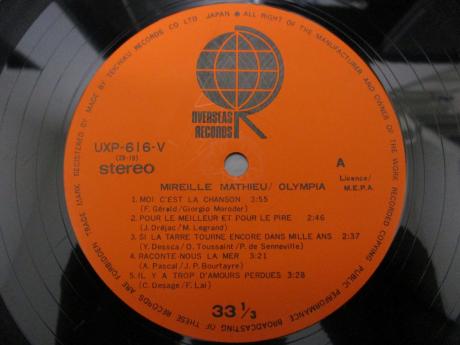 TRADE MARK REGISTERED BY MADE BY TEICHIKU RECORDS CO LTD. JAPAN ● ALL RIGHT OF THE MANUFACTURER AND OWNER OF THE WORK RECORDED COPYING PUBLIC PERFORMANCE BROADCASTING OF THESE RECORDS ARE FORBIDDEN
OVERSEAS
RECORDS
UXP-616-V
stereo
A
Licence/
M.E.P.A.
MIREILLE MATHIEU/ OLYMPIA
1. MOI C'EST LA CHANSON 3:55
(F. Gérald/Giorgio Moroder)
2. POUR LE MEILLEUR ET POUR LE PIRE 2:46
(J. Dréjac/M. Legrand)
3. SI LA TARRE TOURNE ENCORE DANS MILLE ANS 2:37
(Y. Dessca/O. Toussaint/P. de Senneville)
4. RACONTE-NOUS LA MER 3:21
(A. Pascal/J.P. Bourtayre)
5. IL Y A TROP D'AMOURS PERDUES 3:28
(C. Desage/F. Lai)
33 1/3